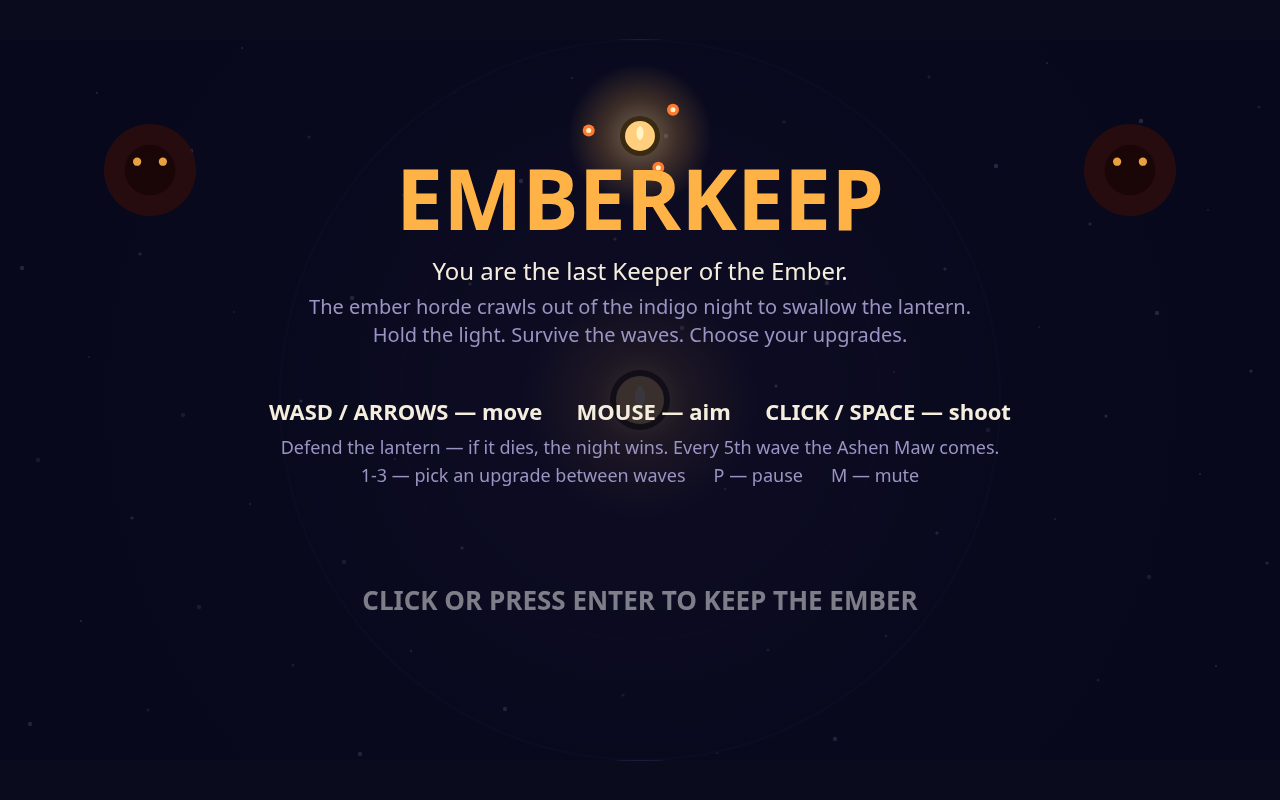 EMBERKEEP
You are the last Keeper of the Ember.
The ember horde crawls out of the indigo night to swallow the lantern.
Hold the light. Survive the waves. Choose your upgrades.
WASD / ARROWS — move MOUSE — aim CLICK / SPACE — shoot
Defend the lantern — if it dies, the night wins. Every 5th wave the Ashen Maw comes.
1-3 — pick an upgrade between waves P — pause M — mute
CLICK OR PRESS ENTER TO KEEP THE EMBER